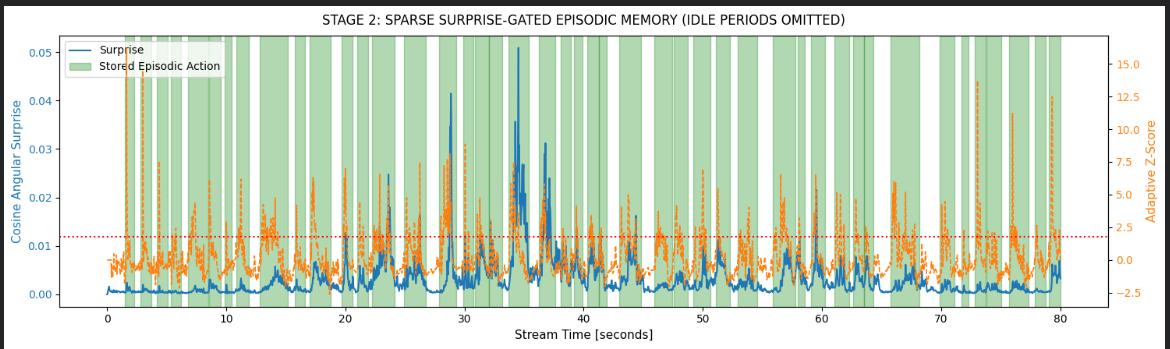 STAGE 2: SPARSE SURPRISE-GATED EPISODIC MEMORY (IDLE PERIODS OMITTED)
Surprise
Stored Episodic Action
Cosine Angular Surprise
0.05
0.04
0.03
0.02
0.01
0.00
15.0
12.5
10.0
7.5
5.0
2.5
0.0
−2.5
Adaptive Z-Score
0 10 20 30 40 50 60 70 80
Stream Time [seconds]